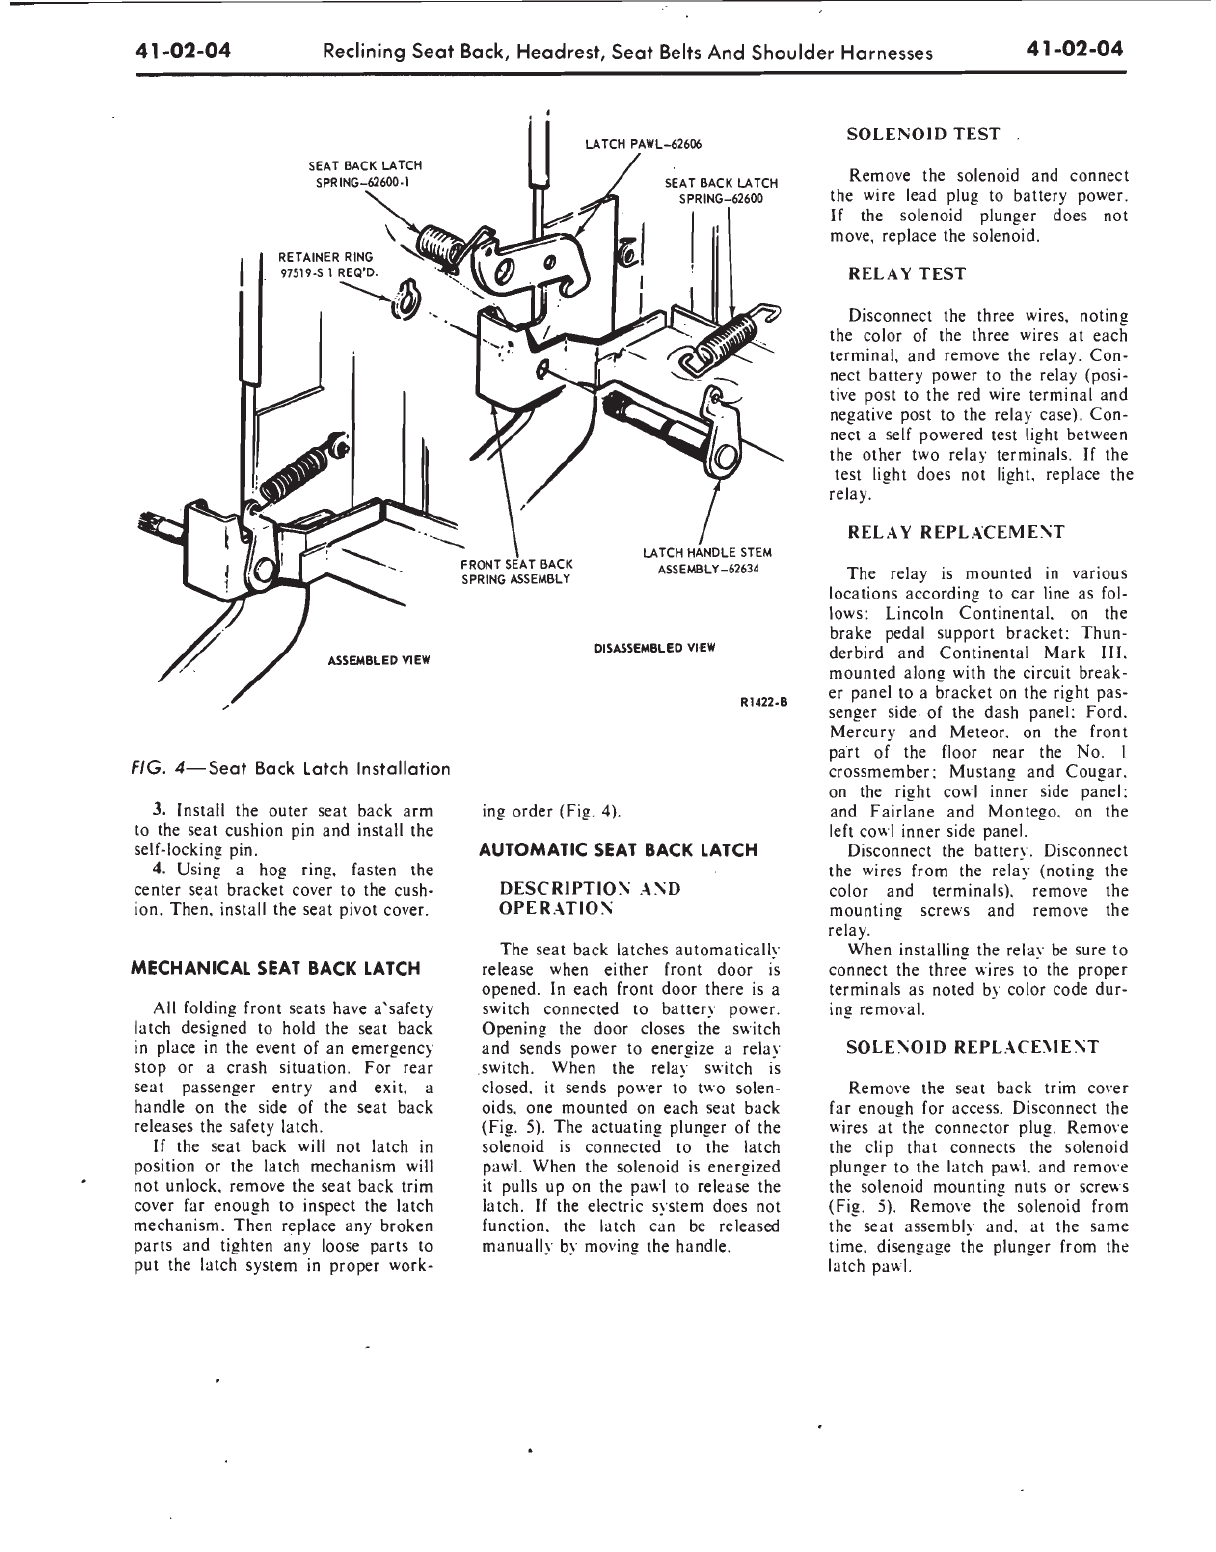 41-02-04
Reclining Seat Back, Headrest, Seat Belts And Shoulder Harnesses
41-02-04
LATCH PAWL–62606
SEAT BACK LATCH
SPRING–62600-1
SEAT BACK LATCH
SPRING–62600
RETAINER RING
97519-S 1 REQ'D.
FRONT SEAT BACK
SPRING ASSEMBLY
LATCH HANDLE STEM
ASSEMBLY–62634
ASSEMBLED VIEW
DISASSEMBLED VIEW
R1422-B
FIG. 4—Seat Back Latch Installation
3. Install the outer seat back arm
to the seat cushion pin and install the
self-locking pin.
4. Using a hog ring, fasten the
center seat bracket cover to the cush-
ion. Then, install the seat pivot cover.
MECHANICAL SEAT BACK LATCH
All folding front seats have a safety
latch designed to hold the seat back
in place in the event of an emergency
stop or a crash situation. For rear
seat passenger entry and exit, a
handle on the side of the seat back
releases the safety latch.
If the seat back will not latch in
position or the latch mechanism will
not unlock, remove the seat back trim
cover far enough to inspect the latch
mechanism. Then replace any broken
parts and tighten any loose parts to
put the latch system in proper work-
ing order (Fig. 4).
AUTOMATIC SEAT BACK LATCH
DESCRIPTION AND
OPERATION
The seat back latches automatically
release when either front door is
opened. In each front door there is a
switch connected to battery power.
Opening the door closes the switch
and sends power to energize a relay
switch. When the relay switch is
closed, it sends power to two solen-
oids, one mounted on each seat back
(Fig. 5). The actuating plunger of the
solenoid is connected to the latch
pawl. When the solenoid is energized
it pulls up on the pawl to release the
latch. If the electric system does not
function, the latch can be released
manually by moving the handle.
SOLENOID TEST
Remove the solenoid and connect
the wire lead plug to battery power.
If the solenoid plunger does not
move, replace the solenoid.
RELAY TEST
Disconnect the three wires, noting
the color of the three wires at each
terminal, and remove the relay. Con-
nect battery power to the relay (posi-
tive post to the red wire terminal and
negative post to the relay case). Con-
nect a self powered test light between
the other two relay terminals. If the
test light does not light, replace the
relay.
RELAY REPLACEMENT
The relay is mounted in various
locations according to car line as fol-
lows: Lincoln Continental, on the
brake pedal support bracket; Thun-
derbird and Continental Mark III,
mounted along with the circuit break-
er panel to a bracket on the right pas-
senger side of the dash panel; Ford,
Mercury and Meteor, on the front
part of the floor near the No. 1
crossmember; Mustang and Cougar,
on the right cowl inner side panel;
and Fairlane and Montego, on the
left cowl inner side panel.
Disconnect the battery. Disconnect
the wires from the relay (noting the
color and terminals), remove the
mounting screws and remove the
relay.
When installing the relay be sure to
connect the three wires to the proper
terminals as noted by color code dur-
ing removal.
SOLENOID REPLACEMENT
Remove the seat back trim cover
far enough for access. Disconnect the
wires at the connector plug. Remove
the clip that connects the solenoid
plunger to the latch pawl, and remove
the solenoid mounting nuts or screws
(Fig. 5). Remove the solenoid from
the seat assembly and, at the same
time, disengage the plunger from the
latch pawl.